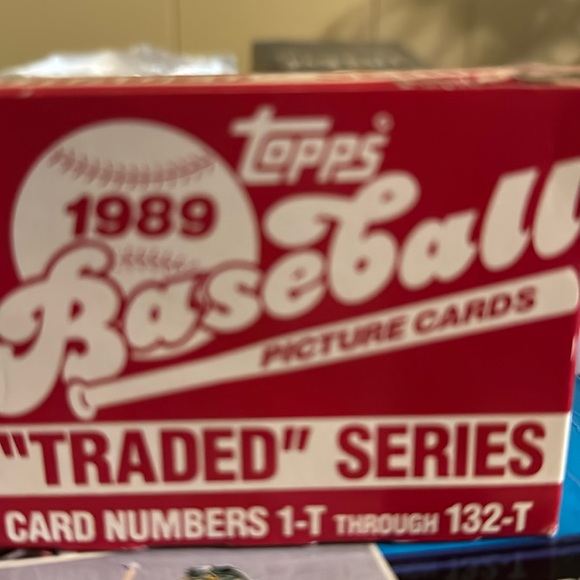 topps®
1989
Baseball
PICTURE CARDS
"TRADED" SERIES
CARD NUMBERS 1-T THROUGH 132-T